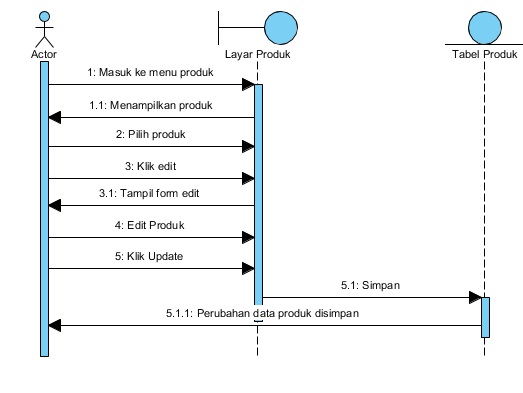 Actor
Layar Produk
Tabel Produk
1: Masuk ke menu produk
1.1: Menampilkan produk
2: Pilih produk
3: Klik edit
3.1: Tampil form edit
4: Edit Produk
5: Klik Update
5.1: Simpan
5.1.1: Perubahan data produk disimpan